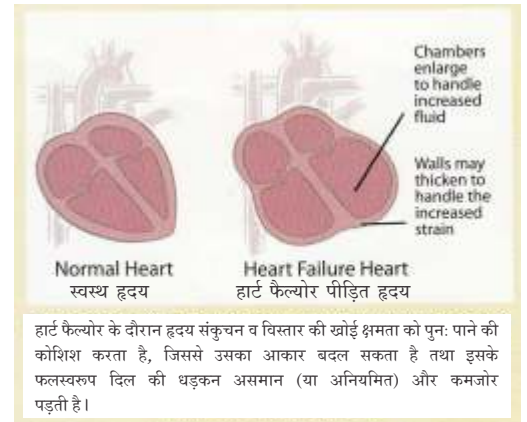 Chambers
enlarge
to handle
increased
fluid
Walls may
thicken to
handle the
increased
strain
Normal Heart
स्वस्थ हृदय
Heart Failure Heart
हार्ट फैल्योर पीड़ित हृदय
हार्ट फैल्योर के दौरान हृदय संकुचन व विस्तार की खोई क्षमता को पुन: पाने की
कोशिश करता है, जिससे उसका आकार बदल सकता है तथा इसके
फलस्वरूप दिल की धड़कन असमान (या अनियमित) और कमजोर
पड़ती है।